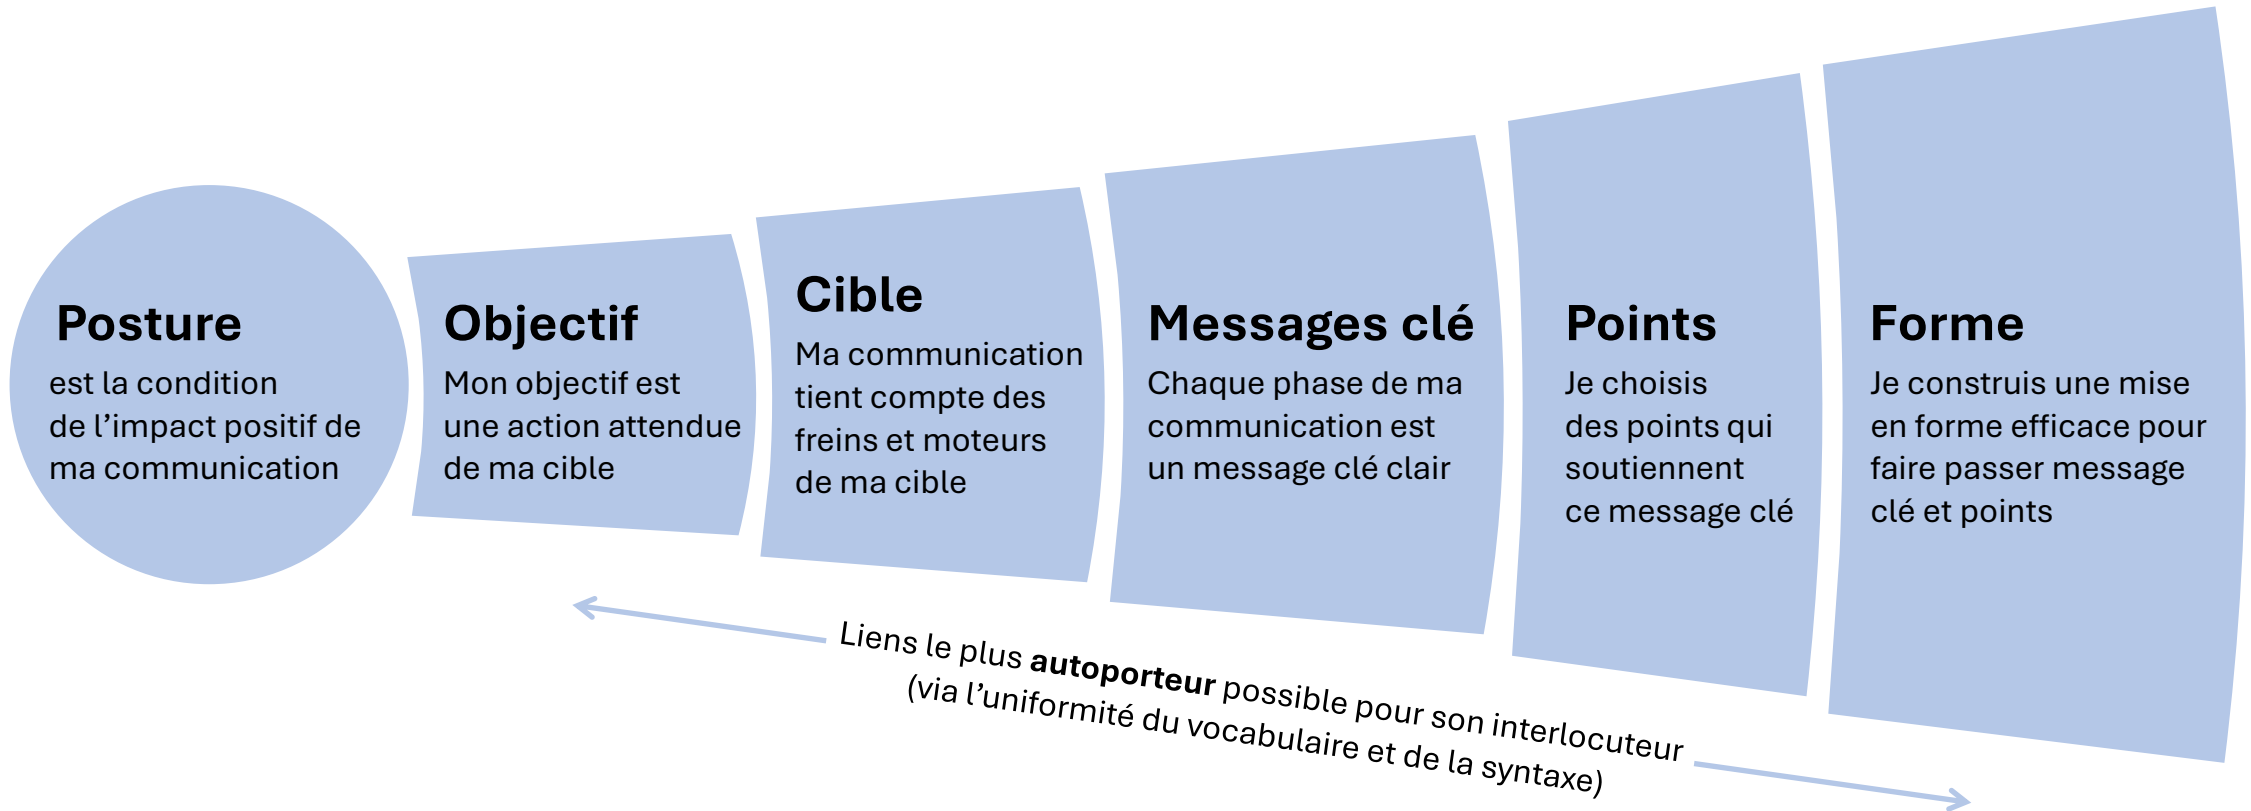 Posture
est la condition
de l’impact positif de
ma communication
Objectif
Mon objectif est
une action attendue
de ma cible
Cible
Ma communication
tient compte des
freins et moteurs
de ma cible
Messages clé
Chaque phase de ma
communication est
un message clé clair
Points
Je choisis
des points qui
soutiennent
ce message clé
Forme
Je construis une mise
en forme efficace pour
faire passer message
clé et points
Liens le plus autoporteur possible pour son interlocuteur
(via l’uniformité du vocabulaire et de la syntaxe)